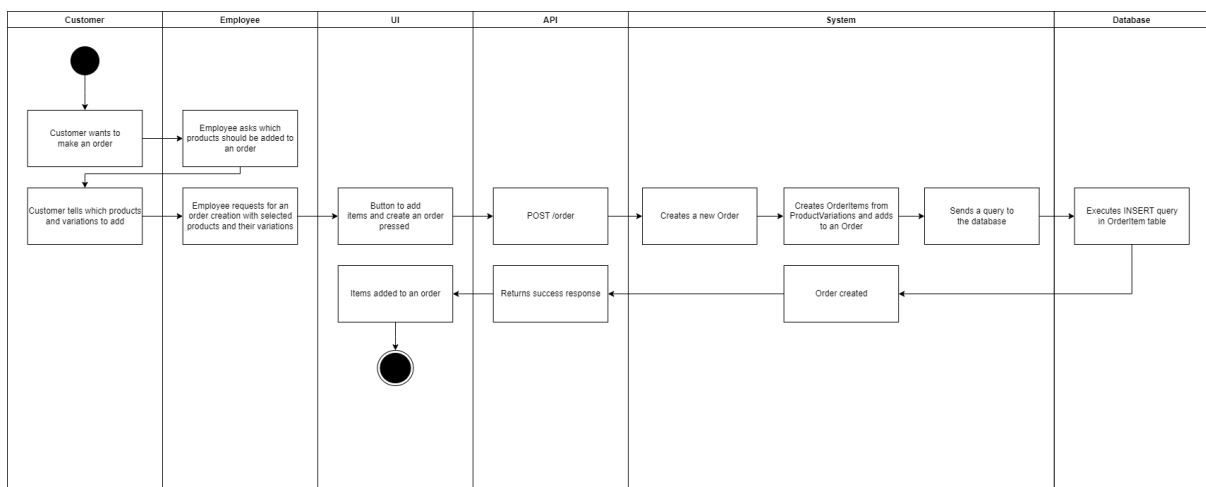 Customer
Employee
UI
API
System
Database
Customer wants to
make an order
Employee asks which
products should be added to
an order
Customer tells which products
and variations to add
Employee requests for an
order creation with selected
products and their variations
Button to add
items and create an order
pressed
POST /order
Creates a new Order
Creates OrderItems from
ProductVariations and adds
to an Order
Sends a query to
the database
Executes INSERT query
in OrderItem table
Items added to an order
Returns success response
Order created